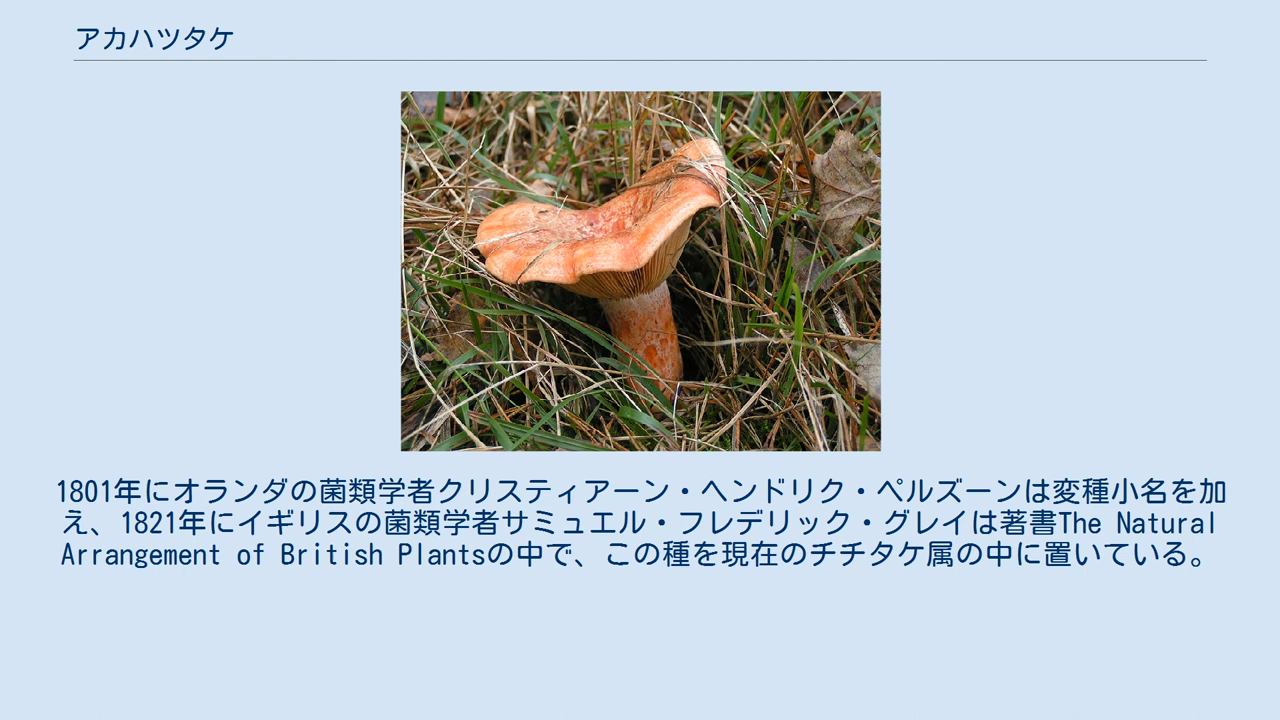 アカハツタケ
1801年にオランダの菌類学者クリスティアーン・ヘンドリク・ペルズーンは変種小名を加
え、1821年にイギリスの菌類学者サミュエル・フレデリック・グレイは著書The Natural
Arrangement of British Plantsの中で、この種を現在のチチタケ属の中に置いている。